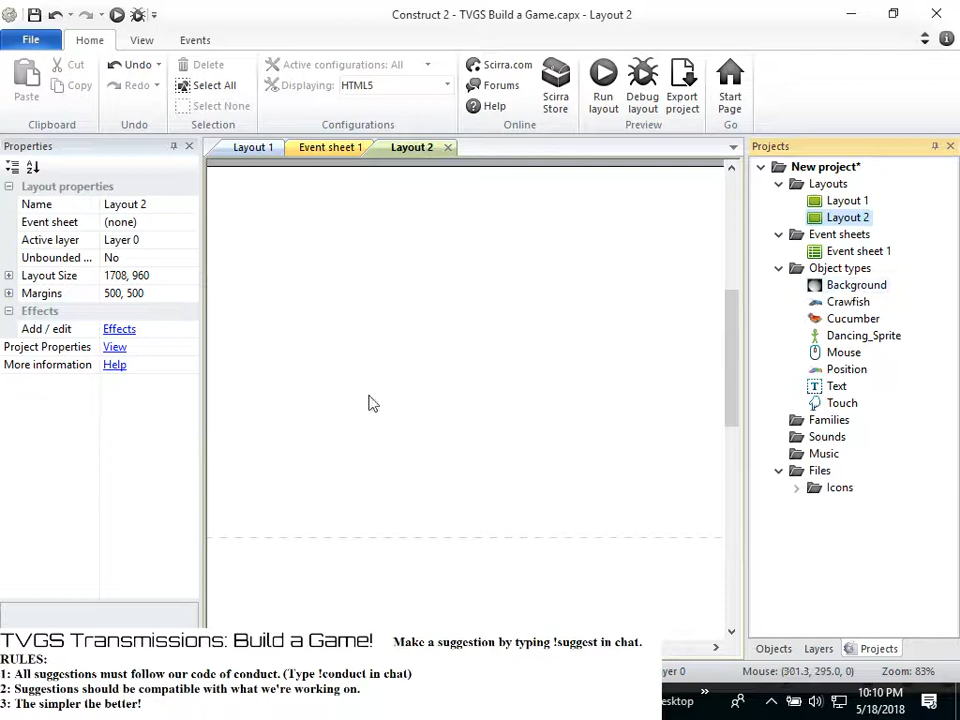 Construct 2 - TVGS Build a Game.capx - Layout 2
File Home View Events
Paste Cut Copy Clipboard
Undo Redo Undo
Delete Select All Select None Selection
Active configurations: All
Displaying: HTML5
Configurations
Scirra.com Forums Help Scirra Store Online
Run layout Debug layout Export project Preview
Start Page Go
Properties
Layout 1 Event sheet 1 Layout 2
Projects
Layout properties
Name Layout 2
Event sheet (none)
Active layer Layer 0
Unbounded ... No
Layout Size 1708, 960
Margins 500, 500
Effects
Add / edit Effects
Project Properties View
More information Help
New project*
Layouts
Layout 1
Layout 2
Event sheets
Event sheet 1
Object types
Background
Crawfish
Cucumber
Dancing_Sprite
Mouse
Position
Text
Touch
Families
Sounds
Music
Files
Icons
Objects Layers Projects
TVGS Transmissions: Build a Game! Make a suggestion by typing !suggest in chat.
RULES:
1: All suggestions must follow our code of conduct. (Type !conduct in chat)
2: Suggestions should be compatible with what we're working on.
3: The simpler the better!
yer 0 Mouse: (301.3, 295.0, 0) Zoom: 83%
esktop 10:10 PM
5/18/2018